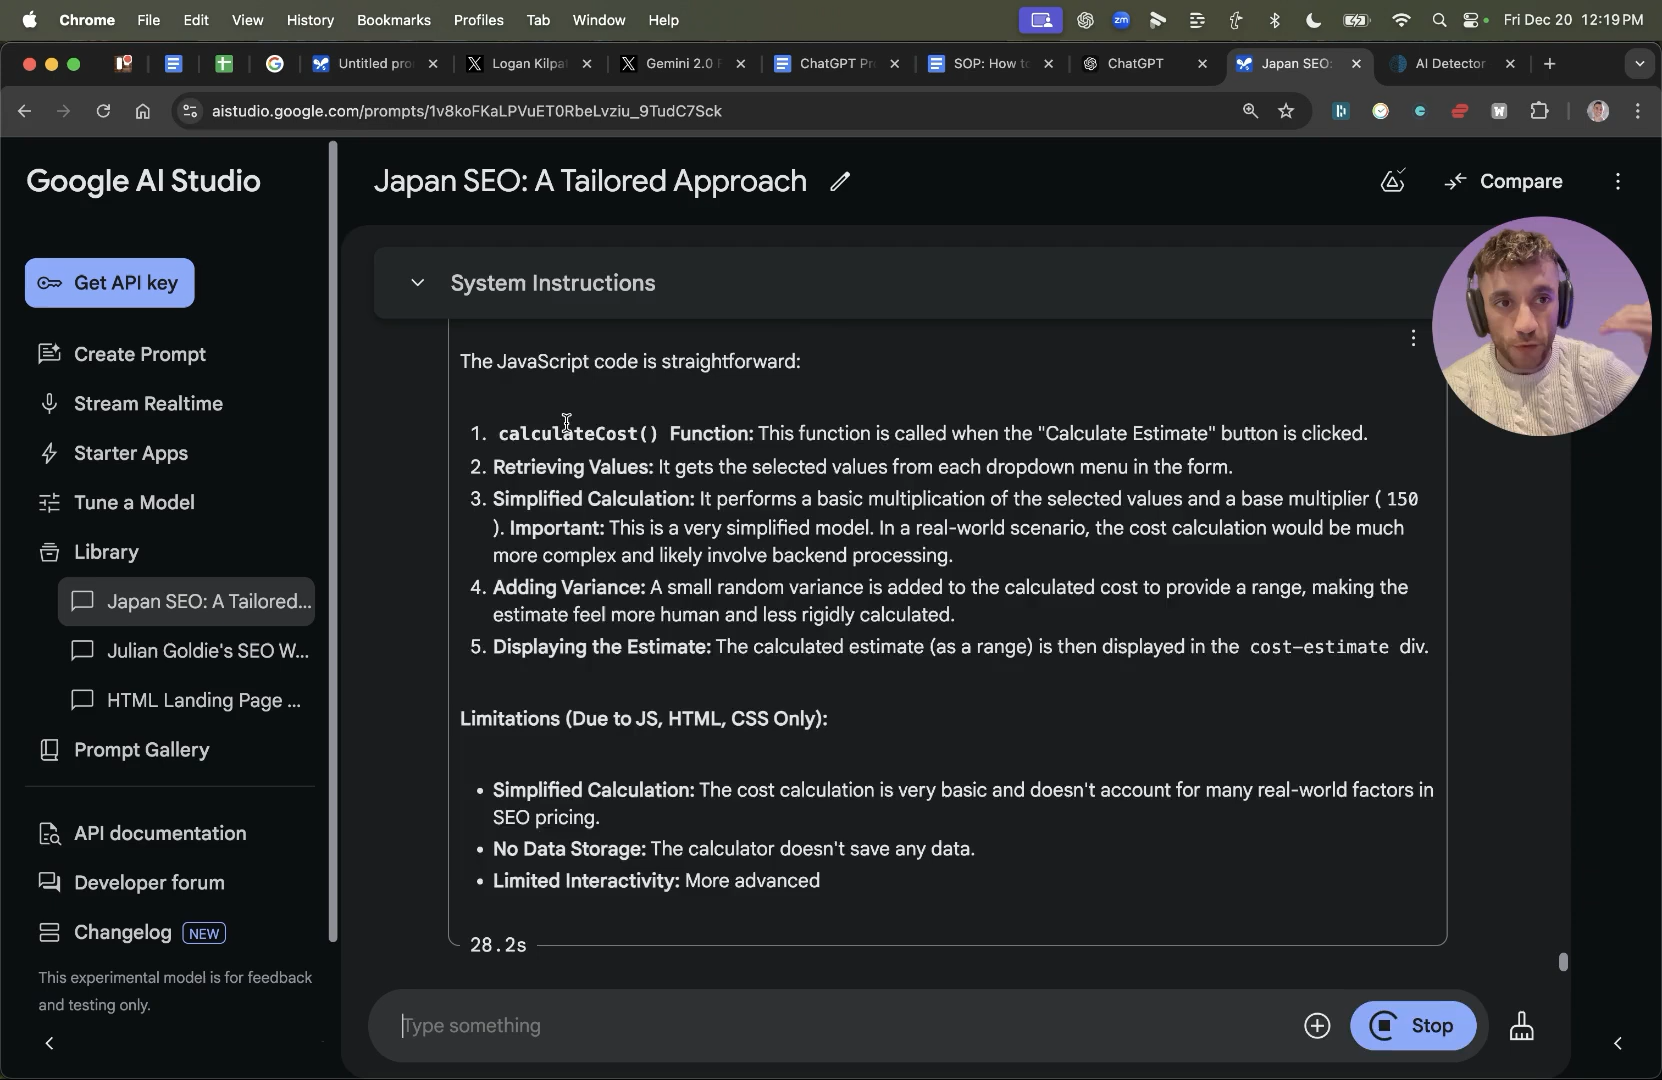 Chrome File Edit View History Bookmarks Profiles Tab Window Help zm Fri Dec 20 12:19 PM
Untitled pro Logan Kilpa Gemini 2.0 F ChatGPT Pr SOP: How to ChatGPT Japan SEO: AI Detector
aistudio.google.com/prompts/1v8koFKaLPVuET0RbeLvziu_9TudC7Sck
Google AI Studio
Japan SEO: A Tailored Approach
Compare
Get API key
System Instructions
Create Prompt
Stream Realtime
Starter Apps
Tune a Model
Library
Japan SEO: A Tailored...
Julian Goldie's SEO W...
HTML Landing Page ...
Prompt Gallery
API documentation
Developer forum
Changelog NEW
This experimental model is for feedback
and testing only.
The JavaScript code is straightforward:
1. calculateCost() Function: This function is called when the "Calculate Estimate" button is clicked.
2. Retrieving Values: It gets the selected values from each dropdown menu in the form.
3. Simplified Calculation: It performs a basic multiplication of the selected values and a base multiplier ( 150
). Important: This is a very simplified model. In a real-world scenario, the cost calculation would be much
more complex and likely involve backend processing.
4. Adding Variance: A small random variance is added to the calculated cost to provide a range, making the
estimate feel more human and less rigidly calculated.
5. Displaying the Estimate: The calculated estimate (as a range) is then displayed in the cost-estimate div.
Limitations (Due to JS, HTML, CSS Only):
• Simplified Calculation: The cost calculation is very basic and doesn't account for many real-world factors in
SEO pricing.
• No Data Storage: The calculator doesn't save any data.
• Limited Interactivity: More advanced
28.2s
Type something
Stop